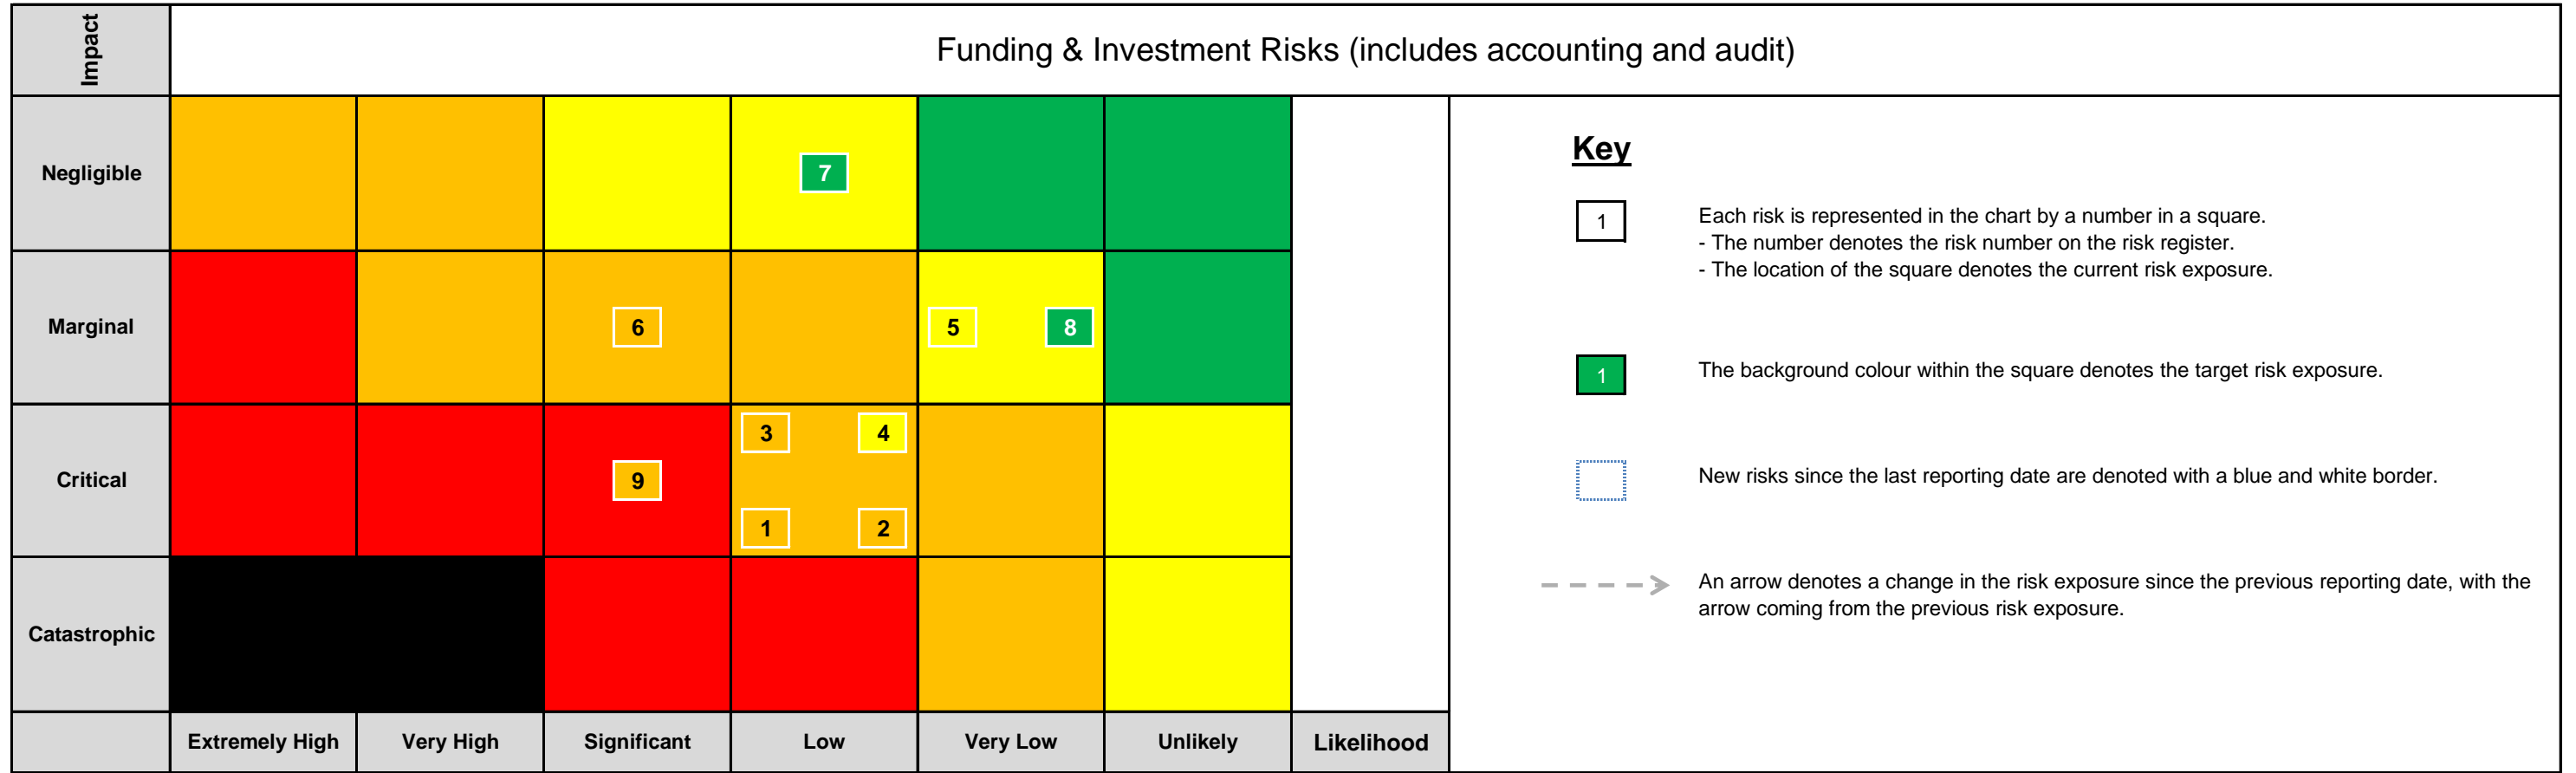 Impact
Funding & Investment Risks (includes accounting and audit)
Negligible
7
Marginal
6
5
8
Critical
3
4
9
1
2
Catastrophic
Extremely High
Very High
Significant
Low
Very Low
Unlikely
Likelihood
Key
1
Each risk is represented in the chart by a number in a square.
- The number denotes the risk number on the risk register.
- The location of the square denotes the current risk exposure.
1
The background colour within the square denotes the target risk exposure.
New risks since the last reporting date are denoted with a blue and white border.
An arrow denotes a change in the risk exposure since the previous reporting date, with the
arrow coming from the previous risk exposure.